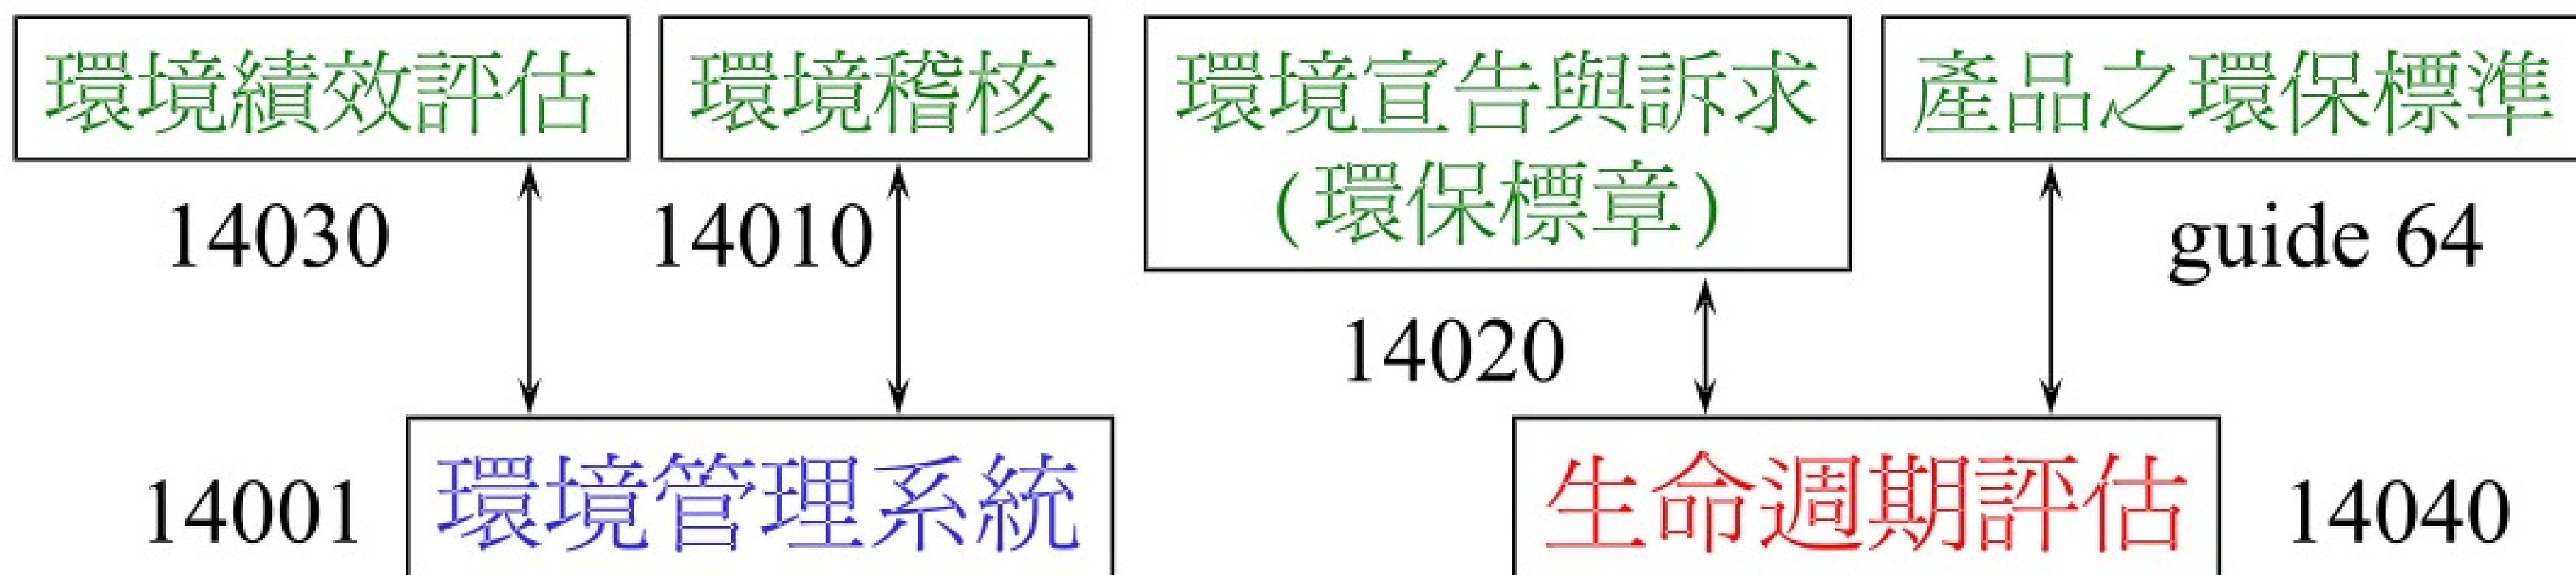 環境績效評估
環境稽核
環境宣告與訴求
(環保標章)
產品之環保標準
14030
14010
14020
guide 64
14001
環境管理系統
生命週期評估
14040